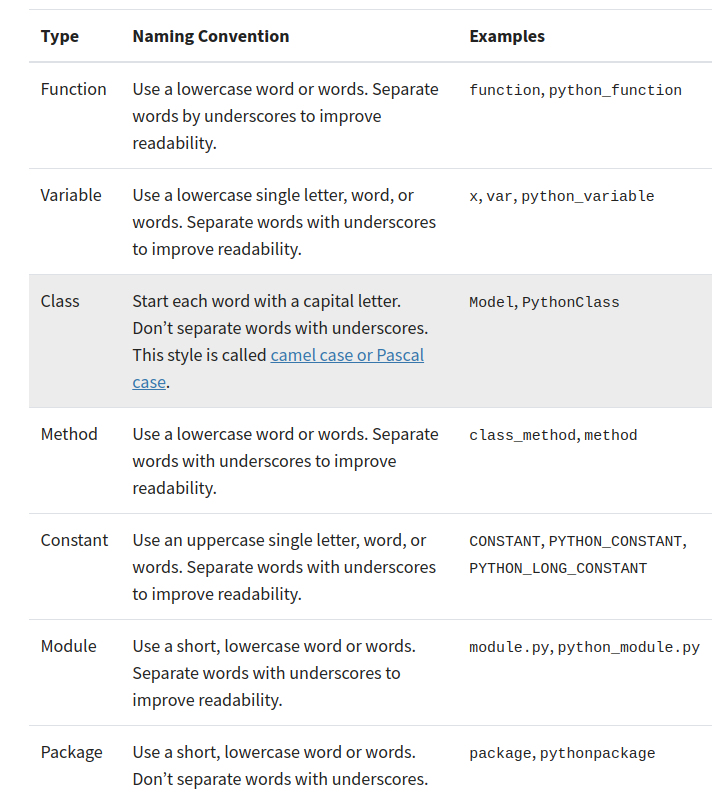 Type Naming Convention Examples
Function Use a lowercase word or words. Separate function, python_function
words by underscores to improve
readability.
Variable Use a lowercase single letter, word, or x, var, python_variable
words. Separate words with underscores
to improve readability.
Class Start each word with a capital letter. Model, PythonClass
Don’t separate words with underscores.
This style is called camel case or Pascal
case.
Method Use a lowercase word or words. Separate class_method, method
words with underscores to improve
readability.
Constant Use an uppercase single letter, word, or CONSTANT, PYTHON_CONSTANT,
words. Separate words with underscores PYTHON_LONG_CONSTANT
to improve readability.
Module Use a short, lowercase word or words. module.py, python_module.py
Separate words with underscores to
improve readability.
Package Use a short, lowercase word or words. package, pythonpackage
Don’t separate words with underscores.